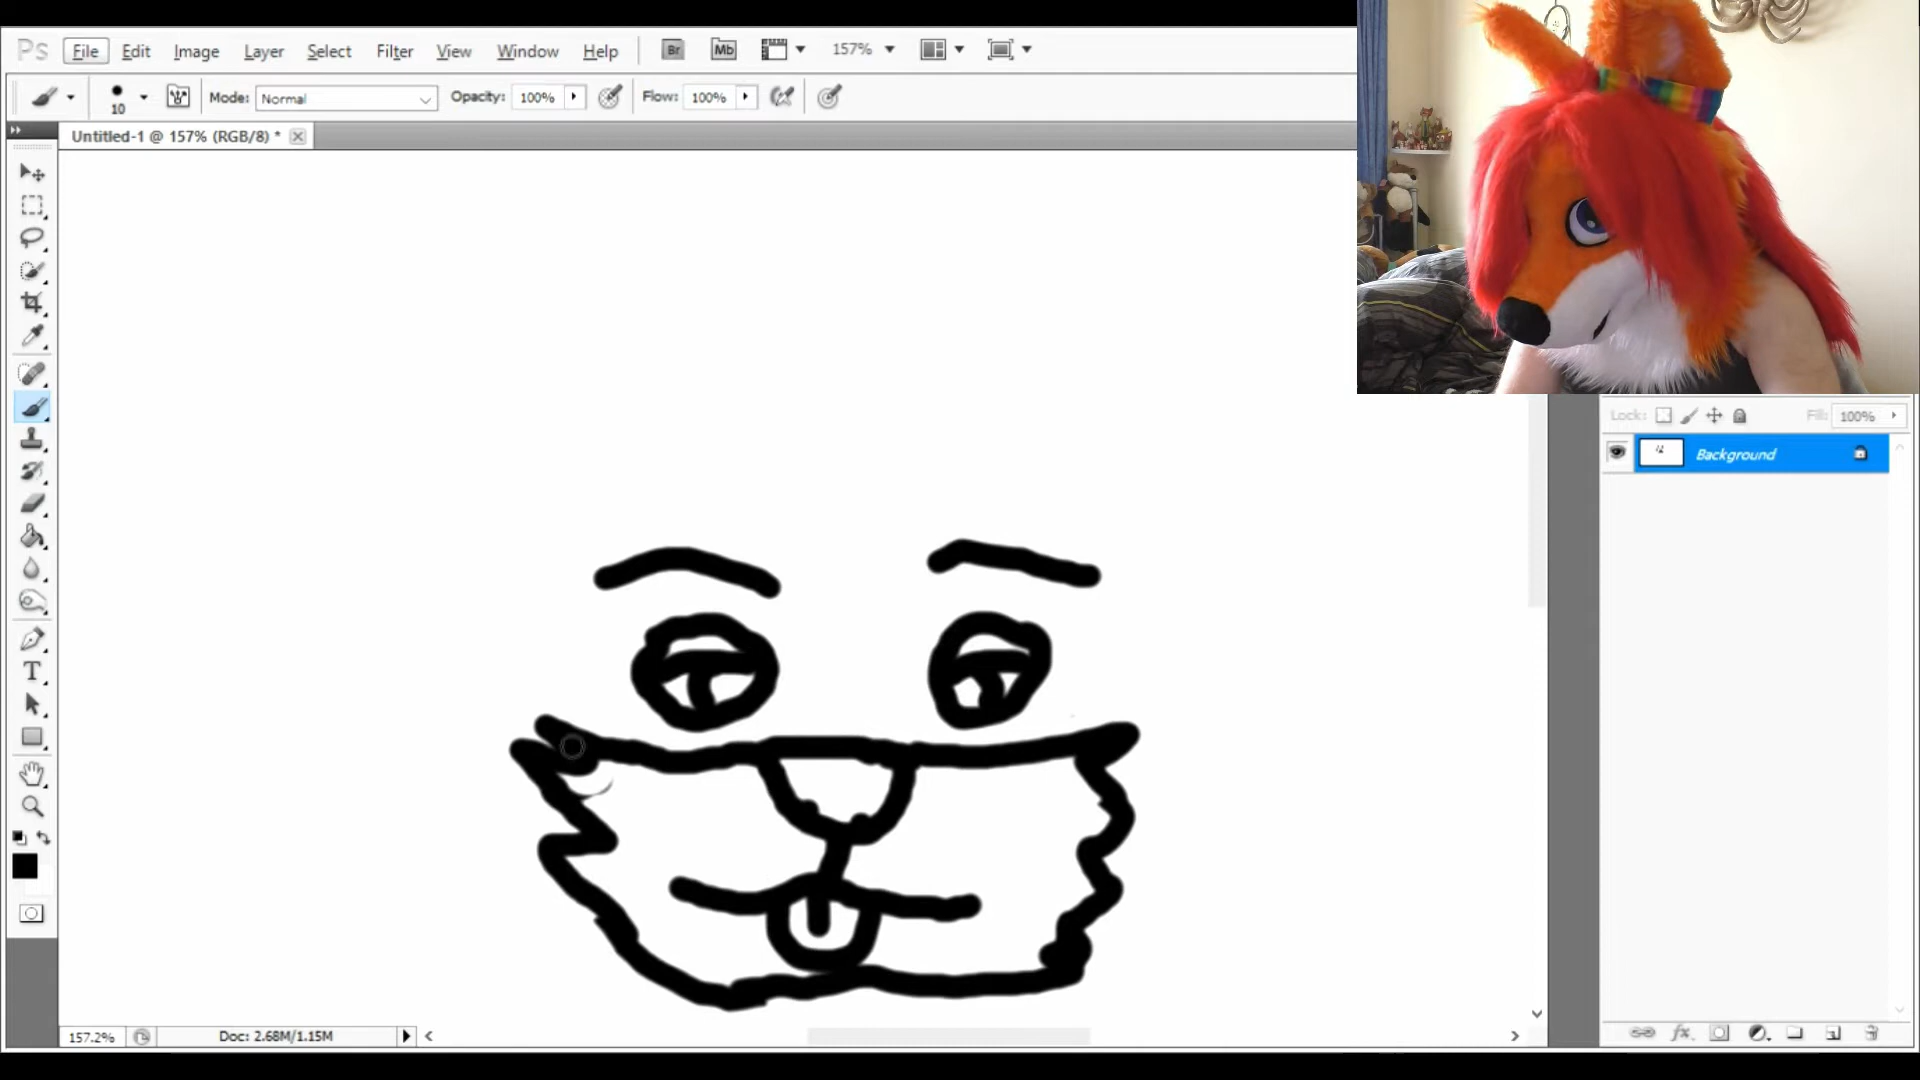 Ps File Edit Image Layer Select Filter View Window Help Br Mb 157%
10 Mode: Normal Opacity: 100% Flow: 100%
Untitled-1 @ 157% (RGB/8) *
T
Lock: Fill: 100%
Background
fx
157.2% Doc: 2.68M/1.15M